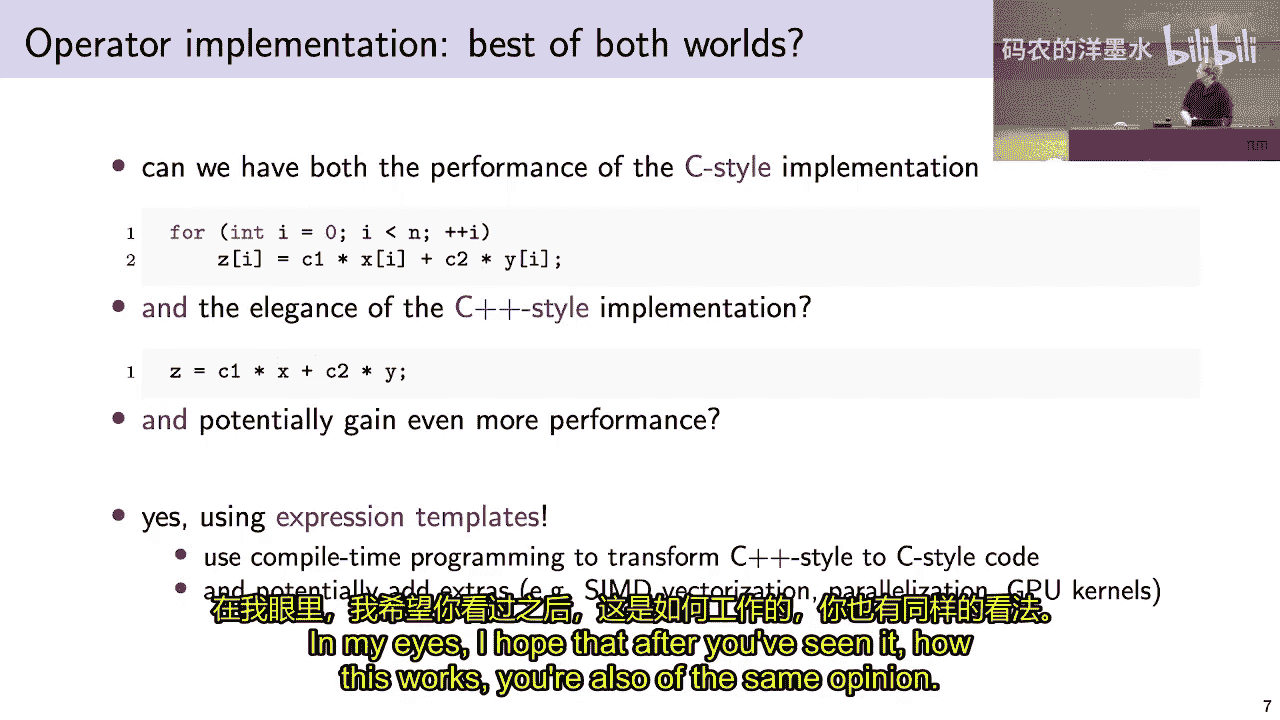 Operator implementation: best of both worlds?
码农的洋墨水 bilibili
nm
• can we have both the performance of the C-style implementation
1 for (int i = 0; i < n; ++i)
2 z[i] = c1 * x[i] + c2 * y[i];
• and the elegance of the C++-style implementation?
1 z = c1 * x + c2 * y;
• and potentially gain even more performance?
• yes, using expression templates!
• use compile-time programming to transform C++-style to C-style code
• and potentially add extras (e.g. SIMD vectorization, parallelization, GPU kernels)
在我眼里，我希望你看过之后，这是如何工作的，你也有同样的看法。
In my eyes, I hope that after you've seen it, how
this works, you're also of the same opinion.
7